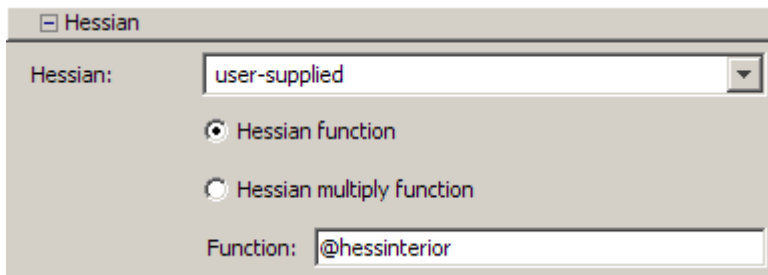 Hessian
Hessian: user-supplied
Hessian function
Hessian multiply function
Function: @hessinterior